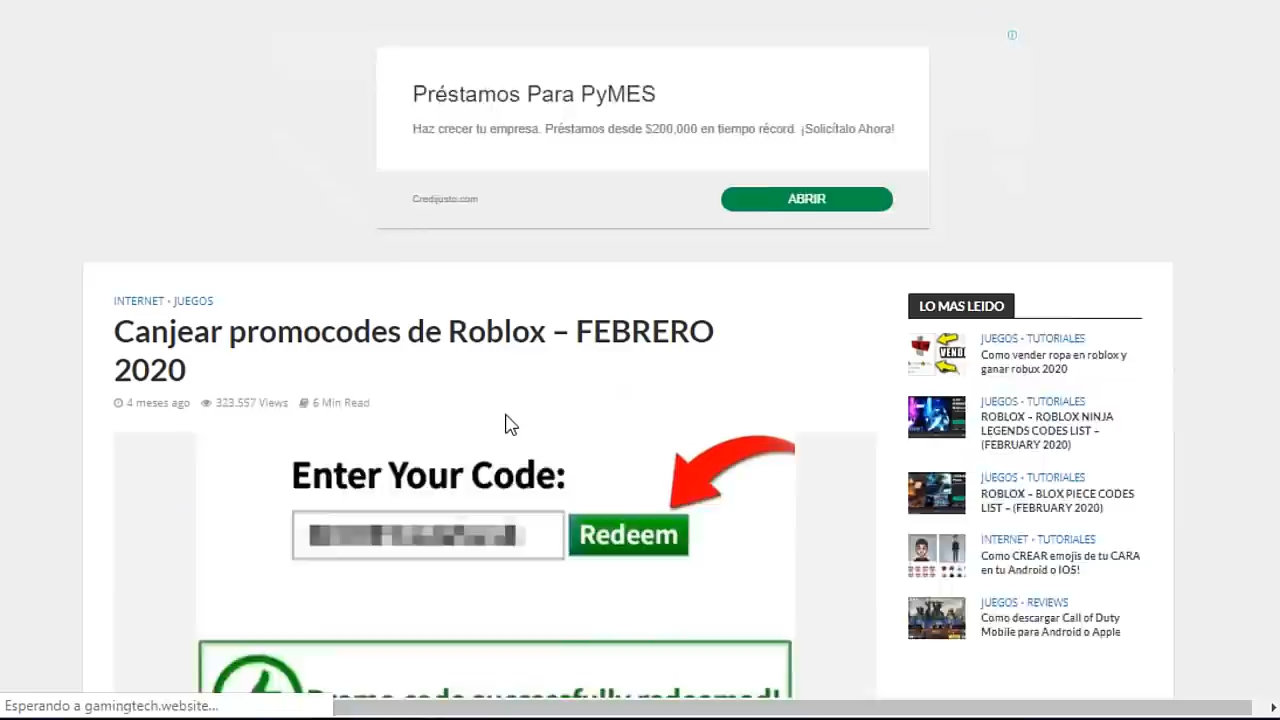 Préstamos Para PyMES
Haz crecer tu empresa. Préstamos desde $200,000 en tiempo récord. ¡Solicítalo Ahora!
Credijusto.com
ABRIR
INTERNET • JUEGOS
Canjear promocodes de Roblox – FEBRERO
2020
4 meses ago
323.557 Views
6 Min Read
Enter Your Code:
Redeem
Promo code successfully redeemed!
LO MAS LEIDO
JUEGOS • TUTORIALES
Como vender ropa en roblox y
ganar robux 2020
JUEGOS • TUTORIALES
ROBLOX – ROBLOX NINJA
LEGENDS CODES LIST –
(FEBRUARY 2020)
JUEGOS • TUTORIALES
ROBLOX – BLOX PIECE CODES
LIST – (FEBRUARY 2020)
INTERNET • TUTORIALES
Como CREAR emojis de tu CARA
en tu Android o IOS!
JUEGOS • REVIEWS
Como descargar Call of Duty
Mobile para Android o Apple
Esperando a gamingtech.website...